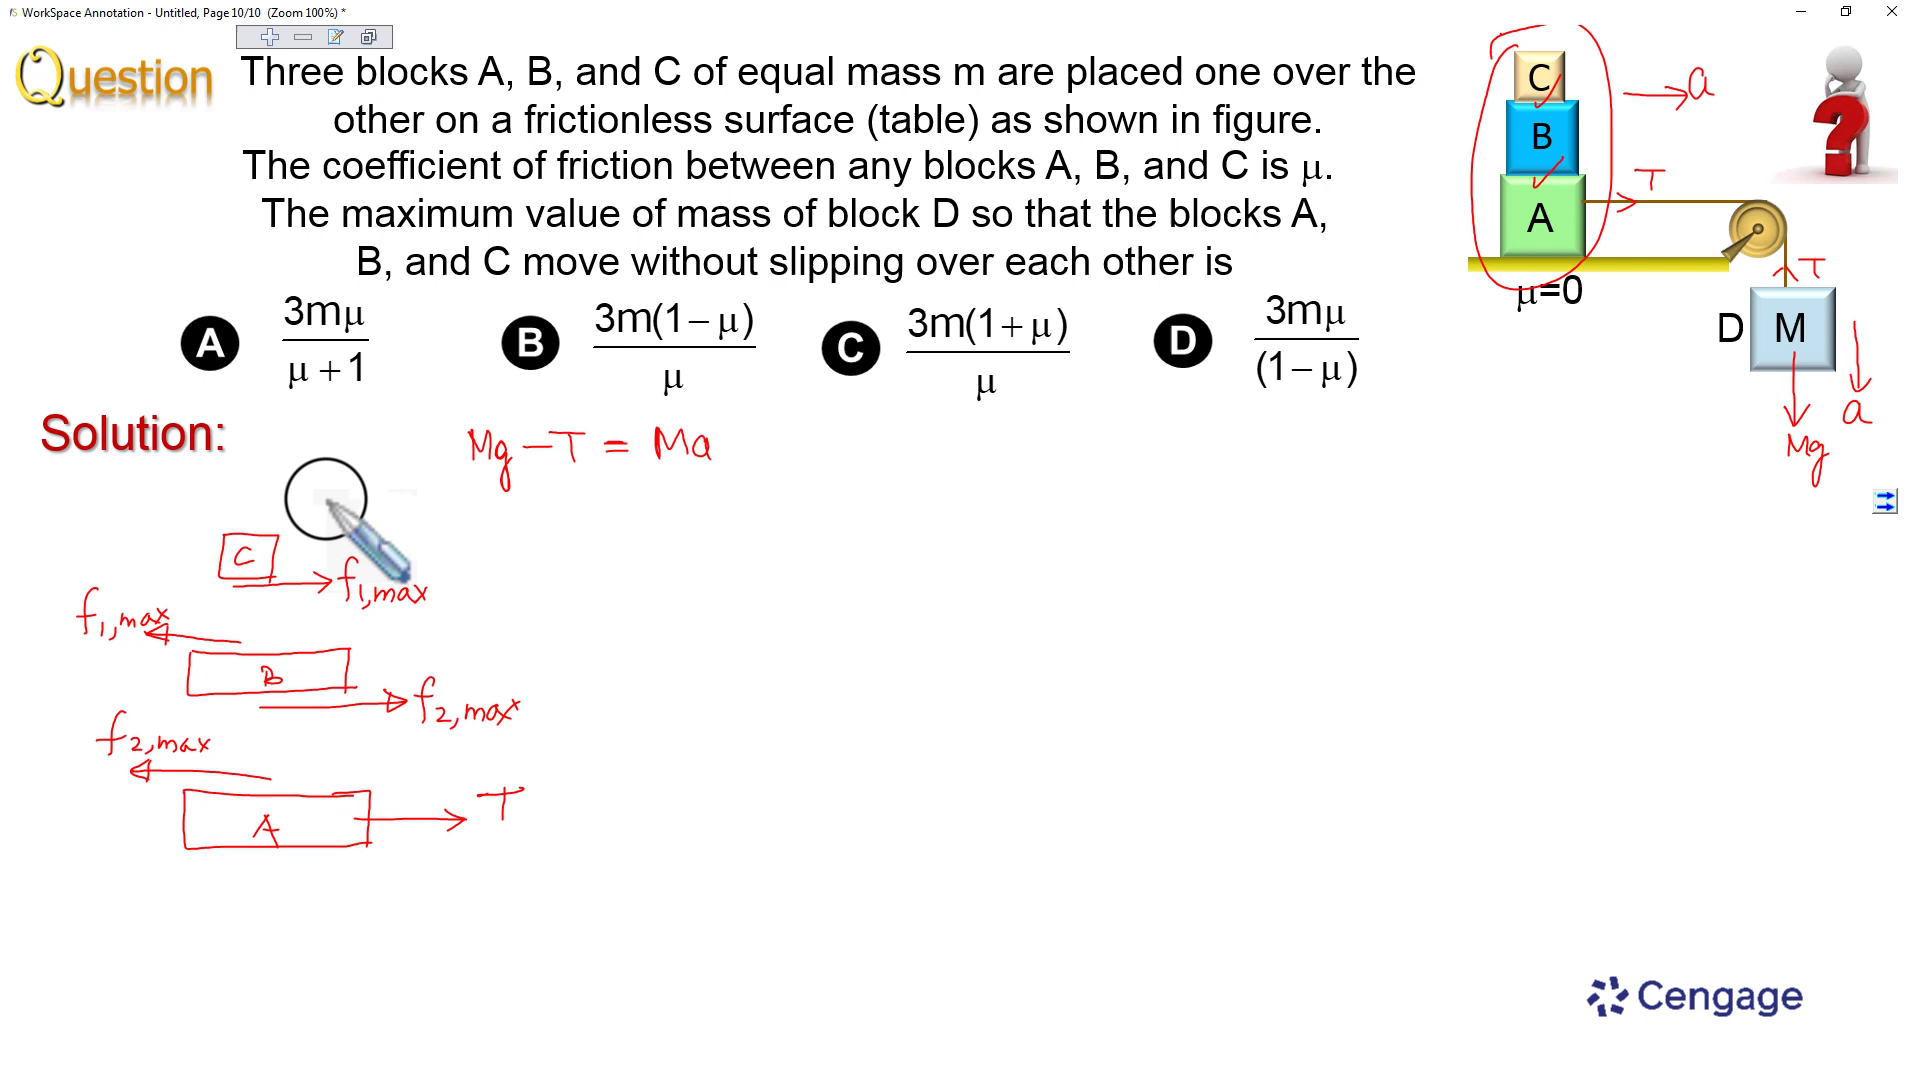 WorkSpace Annotation - Untitled, Page 10/10 (Zoom 100%) *
Question
Three blocks A, B, and C of equal mass m are placed one over the
other on a frictionless surface (table) as shown in figure.
The coefficient of friction between any blocks A, B, and C is μ.
The maximum value of mass of block D so that the blocks A,
B, and C move without slipping over each other is
A 3mμ / μ + 1
B 3m(1 − μ) / μ
C 3m(1 + μ) / μ
D 3mμ / (1 − μ)
C
B
A
a
T
μ=0
T
D M
a
Mg
Solution:
Mg − T = Ma
C
f1,max
f1,max
B
f2,max
f2,max
T
A
Cengage